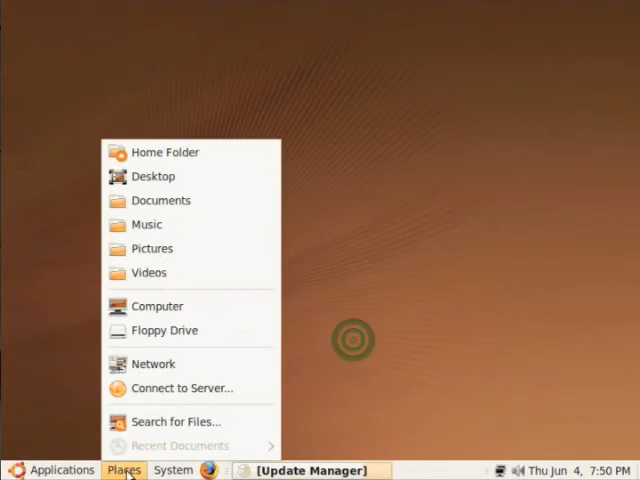 Home Folder
Desktop
Documents
Music
Pictures
Videos
Computer
Floppy Drive
Network
Connect to Server...
Search for Files...
Recent Documents
Applications Places System [Update Manager] Thu Jun 4, 7:50 PM